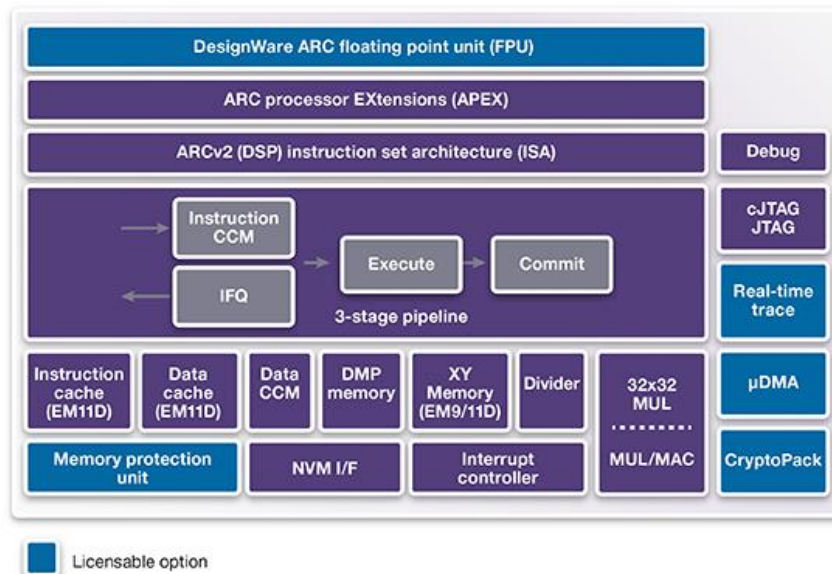 DesignWare ARC floating point unit (FPU)
ARC processor EXtensions (APEX)
ARCv2 (DSP) instruction set architecture (ISA)
Debug
Instruction
CCM
IFQ
Execute
Commit
3-stage pipeline
cJTAG
JTAG
Real-time
trace
Instruction
cache
(EM11D)
Data
cache
(EM11D)
Data
CCM
DMP
memory
XY
Memory
(EM9/11D)
Divider
32x32
MUL
MUL/MAC
µDMA
Memory protection
unit
NVM I/F
Interrupt
controller
CryptoPack
Licensable option